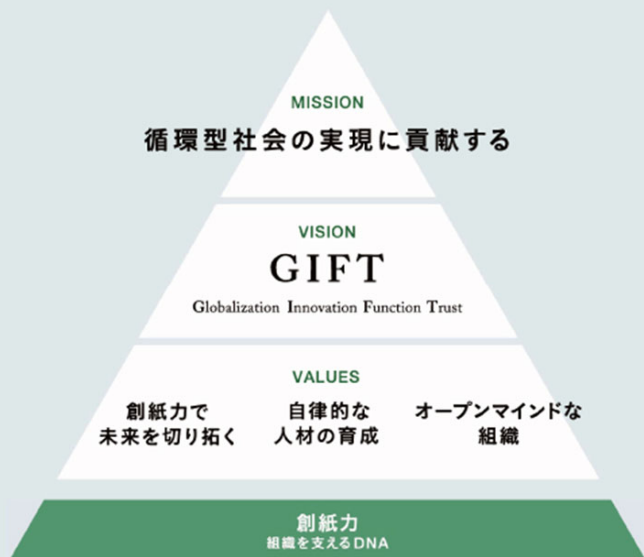 MISSION
循環型社会の実現に貢献する
VISION
GIFT
Globalization Innovation Function Trust
VALUES
創紙力で
未来を切り拓く
自律的な
人材の育成
オープンマインドな
組織
創紙力
組織を支えるDNA